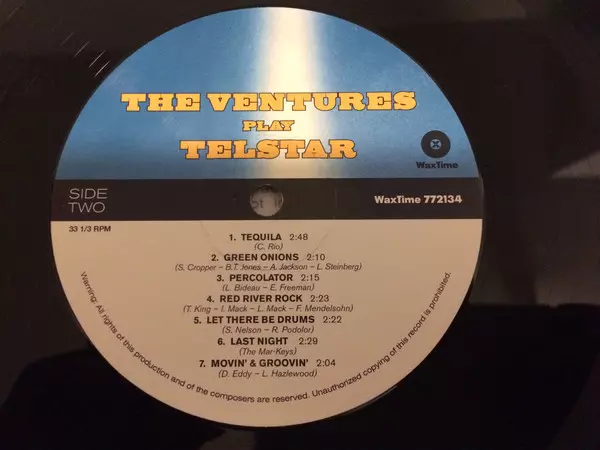 THE VENTURES
PLAY
TELSTAR
WaxTime
SIDE
TWO
WaxTime 772134
33 1/3 RPM
1. TEQUILA 2:48
(C. Rio)
2. GREEN ONIONS 2:10
(S. Cropper – B.T. Jones – A. Jackson – L. Steinberg)
3. PERCOLATOR 2:15
(L. Bideau – E. Freeman)
4. RED RIVER ROCK 2:23
(T. King – I. Mack – L. Mack – F. Mendelsohn)
5. LET THERE BE DRUMS 2:22
(S. Nelson – R. Podolor)
6. LAST NIGHT 2:29
(The Mar-Keys)
7. MOVIN' & GROOVIN' 2:04
(D. Eddy – L. Hazlewood)
Warning: All rights of this production and of the composers are reserved. Unauthorized copying of this record is prohibited.